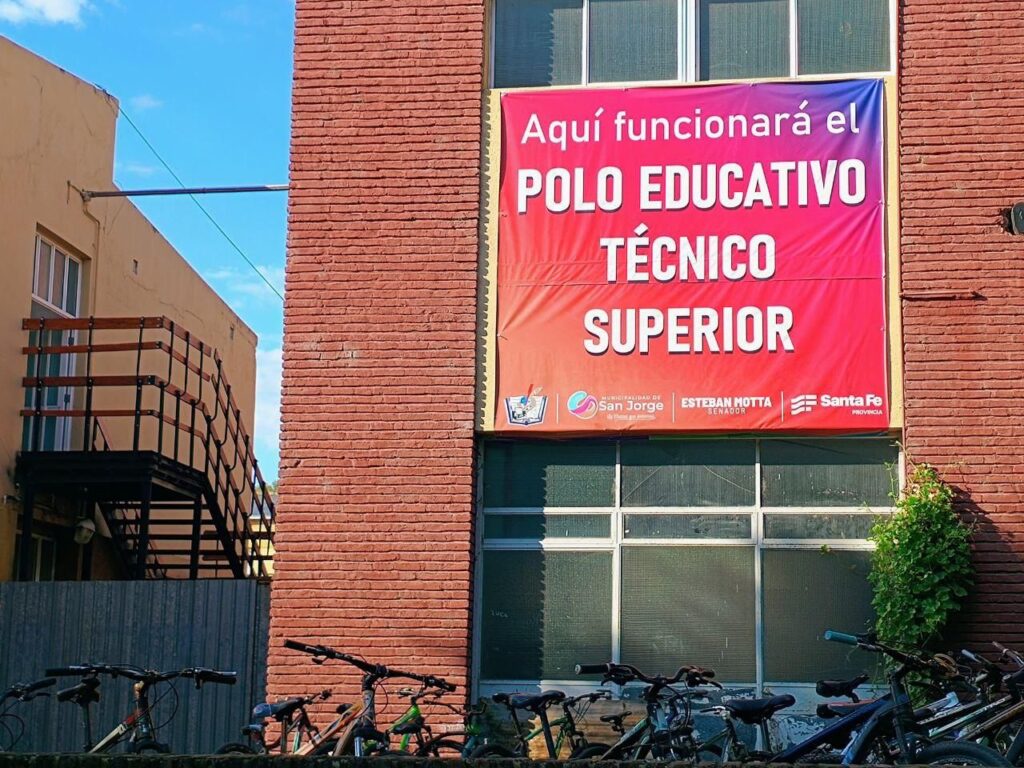 Aquí funcionará el
POLO EDUCATIVO
TÉCNICO
SUPERIOR
MUNICIPALIDAD DE
San Jorge
ESTEBAN MOTTA
SENADOR
Santa Fe
PROVINCIA